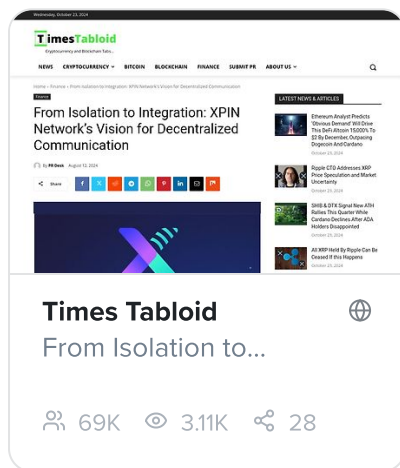 Wednesday, October 23, 2024
TimesTabloid
Cryptocurrency and Blockchain Tabs..
NEWS CRYPTOCURRENCY BITCOIN BLOCKCHAIN FINANCE SUBMIT PR ABOUT US
Home › Finance › From Isolation to Integration: XPIN Network's Vision for Decentralized Communication
Finance
From Isolation to Integration: XPIN
Network's Vision for Decentralized
Communication
By PR Desk August 12, 2024
Share
LATEST NEWS & ARTICLES
Ethereum Analyst Predicts
'Obvious Demand' Will Drive
This DeFi Altcoin 15,000% To
$2 By December, Outpacing
Dogecoin And Cardano
October 23, 2024
Ripple CTO Addresses XRP
Price Speculation and Market
Uncertainty
October 23, 2024
SHIB & DTX Signal New ATH
Rallies This Quarter While
Cardano Declines After ADA
Holders Disappointed
October 23, 2024
All XRP Held By Ripple Can Be
Ceased If this Happens
October 23, 2024
Times Tabloid
From Isolation to...
69K 3.11K 28